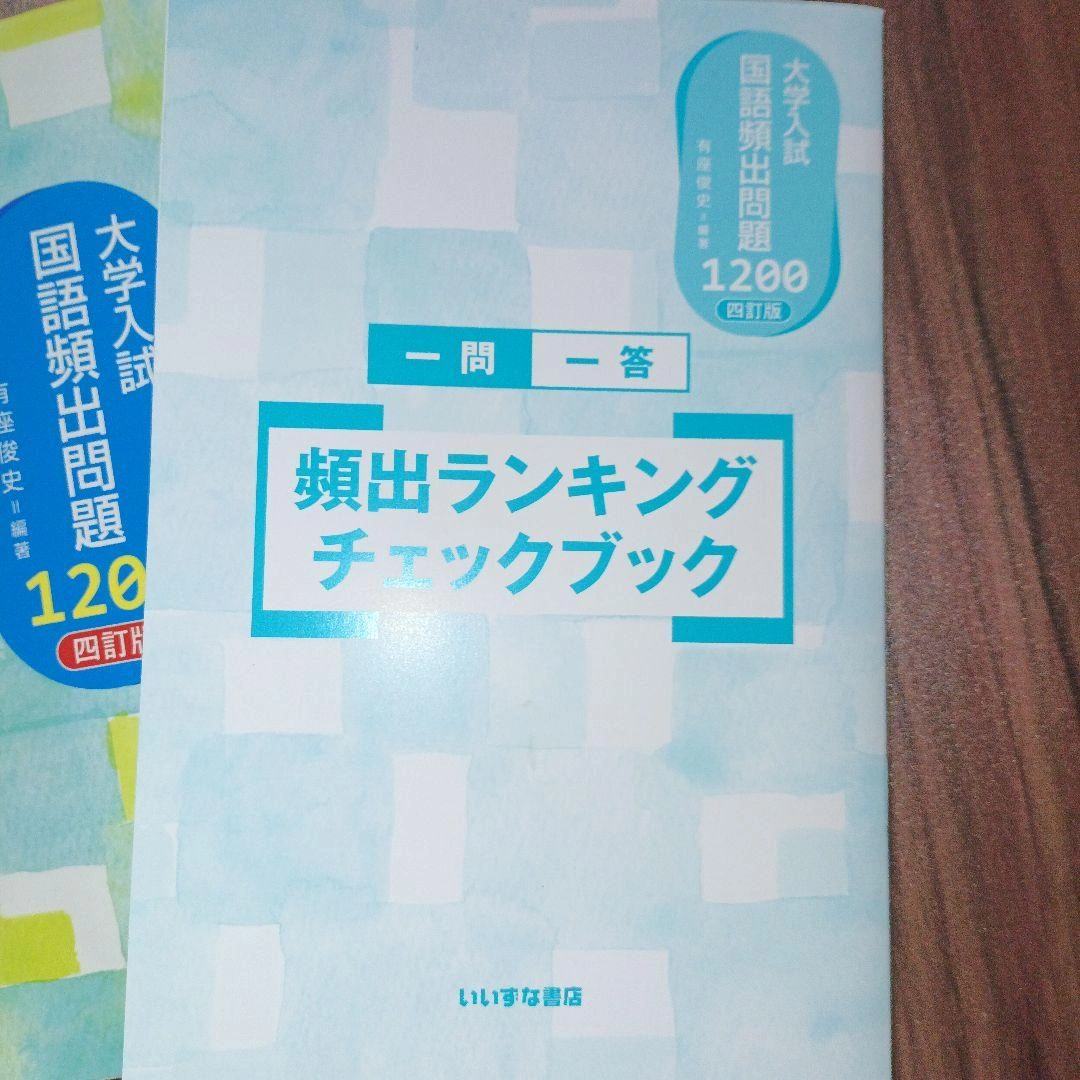 大学入試
国語頻出問題
有座俊史=編著
1200
四訂版
一問一答
頻出ランキング
チェックブック
いいずな書店
大学入試
国語頻出問題
有座俊史=編著
120
四訂